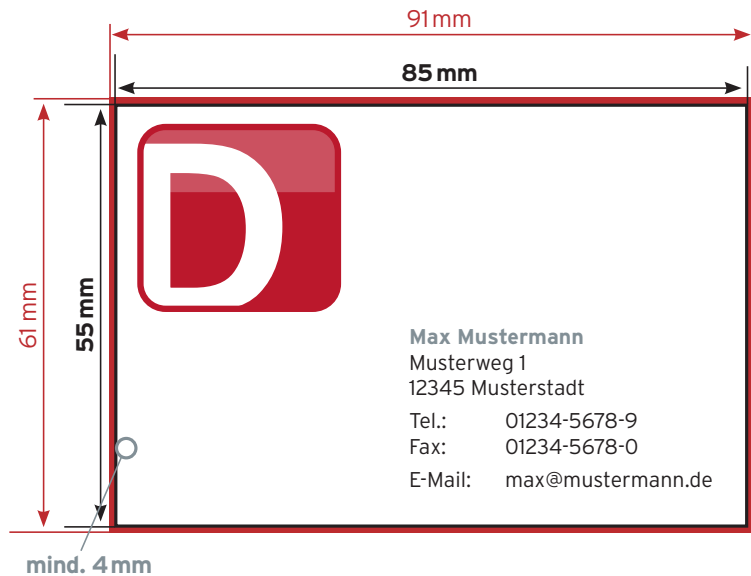 91 mm
85 mm
61 mm
55 mm
D
Max Mustermann
Musterweg 1
12345 Musterstadt
Tel.: 01234-5678-9
Fax: 01234-5678-0
E-Mail: max@mustermann.de
mind. 4 mm